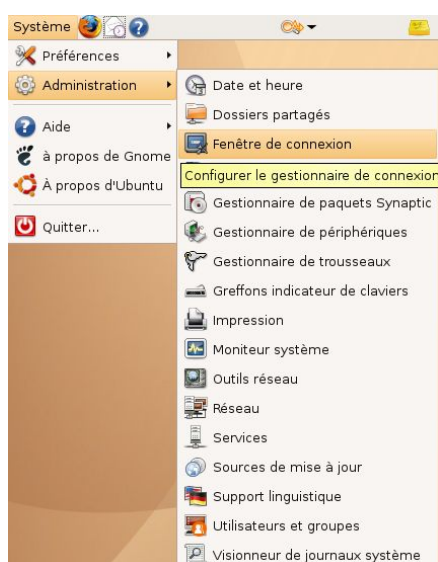 Système
Préférences
Administration
Aide
à propos de Gnome
À propos d'Ubuntu
Quitter...
Date et heure
Dossiers partagés
Fenêtre de connexion
Configurer le gestionnaire de connexion
Gestionnaire de paquets Synaptic
Gestionnaire de périphériques
Gestionnaire de trousseaux
Greffons indicateur de claviers
Impression
Moniteur système
Outils réseau
Réseau
Services
Sources de mise à jour
Support linguistique
Utilisateurs et groupes
Visionneur de journaux système